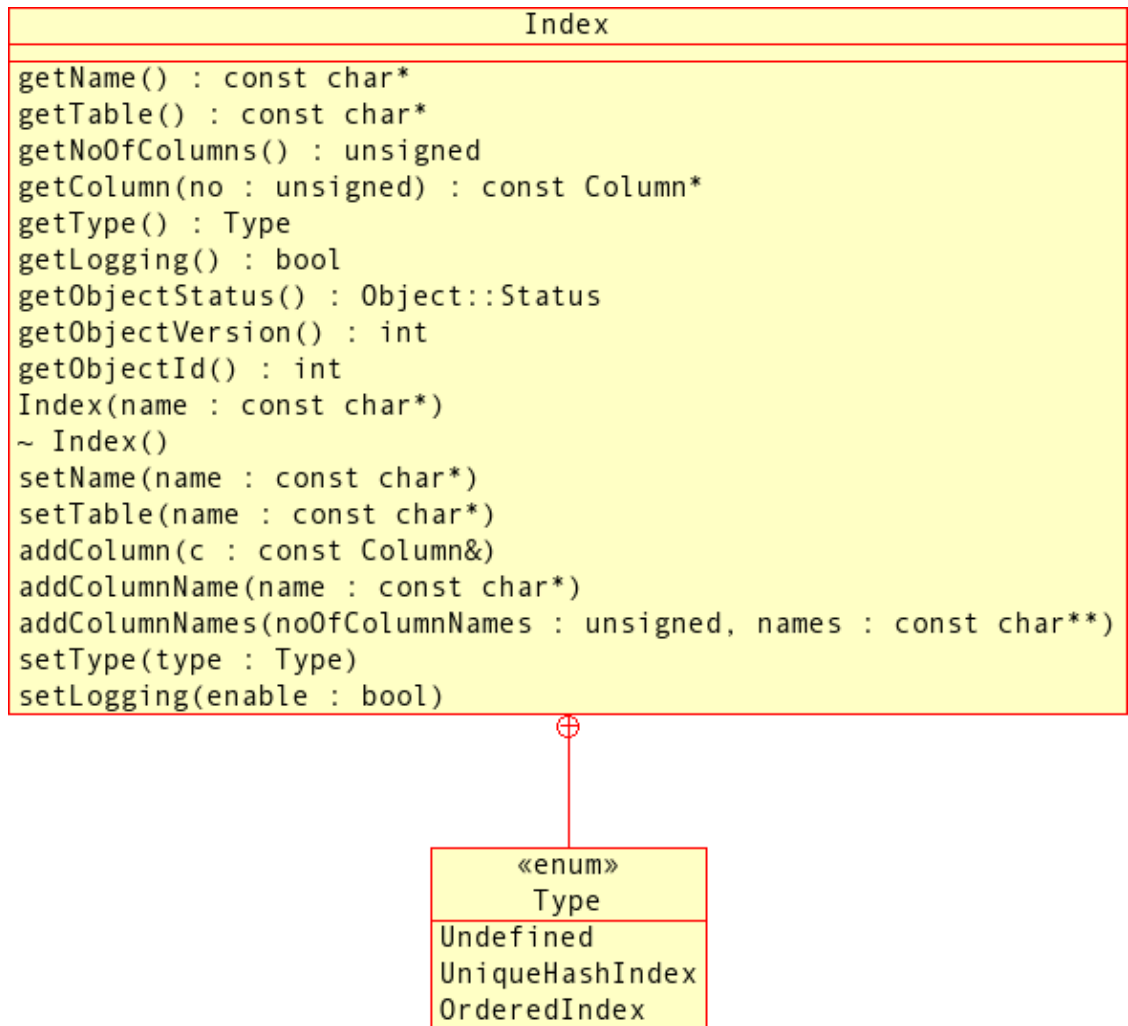 Index
getName() : const char*
getTable() : const char*
getNoOfColumns() : unsigned
getColumn(no : unsigned) : const Column*
getType() : Type
getLogging() : bool
getObjectStatus() : Object::Status
getObjectVersion() : int
getObjectId() : int
Index(name : const char*)
~ Index()
setName(name : const char*)
setTable(name : const char*)
addColumn(c : const Column&)
addColumnName(name : const char*)
addColumnNames(noOfColumnNames : unsigned, names : const char**)
setType(type : Type)
setLogging(enable : bool)
«enum»
Type
Undefined
UniqueHashIndex
OrderedIndex